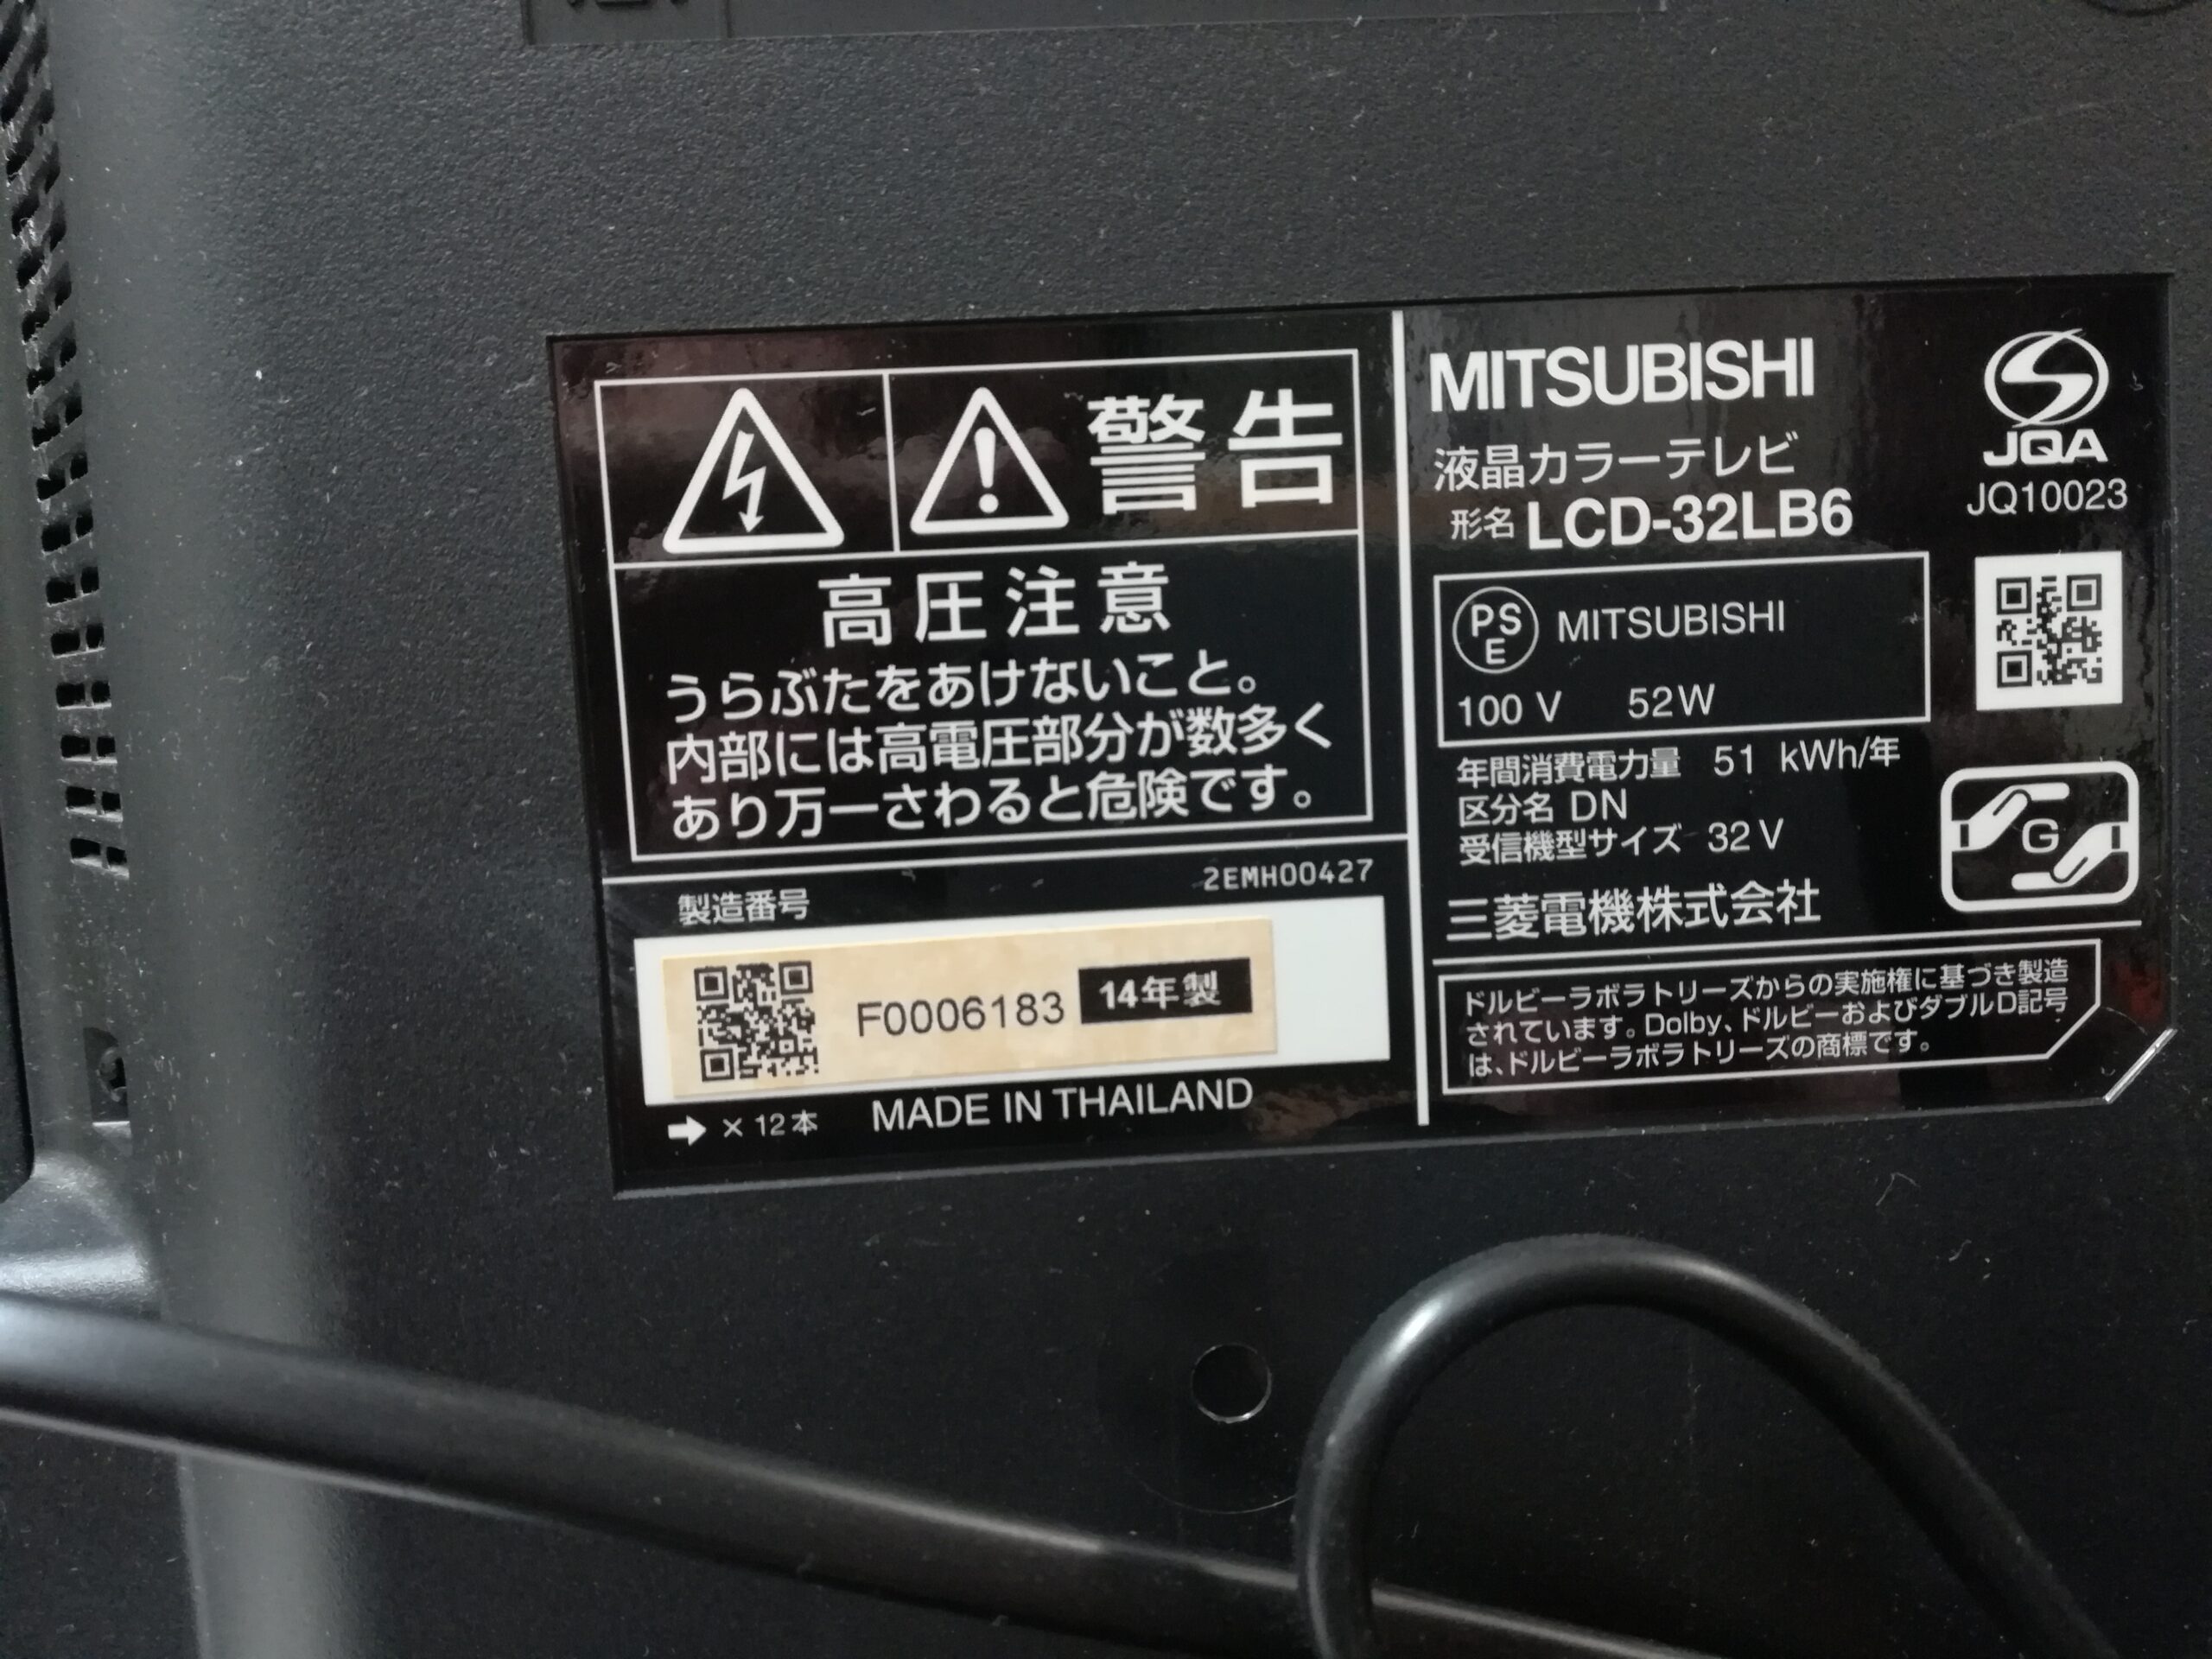 警告
高圧注意
うらぶたをあけないこと。
内部には高電圧部分が数多く
あり万一さわると危険です。
2EMH00427
製造番号
F0006183 14年製
→ × 12本 MADE IN THAILAND
MITSUBISHI
液晶カラーテレビ
形名 LCD-32LB6
JQA
JQ10023
PS
E
MITSUBISHI
100 V 52W
年間消費電力量 51 kWh/年
区分名 DN
受信機型サイズ 32V
G
三菱電機株式会社
ドルビーラボラトリーズからの実施権に基づき製造
されています。Dolby、ドルビーおよびダブルD記号
は、ドルビーラボラトリーズの商標です。